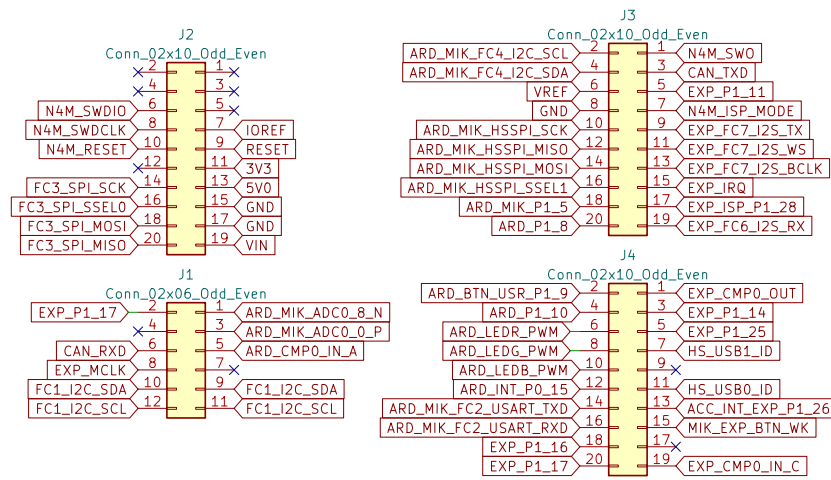 J2
Conn_02x10_Odd_Even
2 1
4 3
N4M_SWDIO 6 5
N4M_SWDCLK 8 7 IOREF
N4M_RESET 10 9 RESET
12 11 3V3
FC3_SPI_SCK 14 13 5V0
FC3_SPI_SSEL0 16 15 GND
FC3_SPI_MOSI 18 17 GND
FC3_SPI_MISO 20 19 VIN
J3
Conn_02x10_Odd_Even
ARD_MIK_FC4_I2C_SCL 2 1 N4M_SWO
ARD_MIK_FC4_I2C_SDA 4 3 CAN_TXD
VREF 6 5 EXP_P1_11
GND 8 7 N4M_ISP_MODE
ARD_MIK_HSSPI_SCK 10 9 EXP_FC7_I2S_TX
ARD_MIK_HSSPI_MISO 12 11 EXP_FC7_I2S_WS
ARD_MIK_HSSPI_MOSI 14 13 EXP_FC7_I2S_BCLK
ARD_MIK_HSSPI_SSEL1 16 15 EXP_IRQ
ARD_MIK_P1_5 18 17 EXP_ISP_P1_28
ARD_P1_8 20 19 EXP_FC6_I2S_RX
J1
Conn_02x06_Odd_Even
EXP_P1_17 2 1 ARD_MIK_ADC0_8_N
4 3 ARD_MIK_ADC0_0_P
CAN_RXD 6 5 ARD_CMP0_IN_A
EXP_MCLK 8 7
FC1_I2C_SDA 10 9 FC1_I2C_SDA
FC1_I2C_SCL 12 11 FC1_I2C_SCL
J4
Conn_02x10_Odd_Even
ARD_BTN_USR_P1_9 2 1 EXP_CMP0_OUT
ARD_P1_10 4 3 EXP_P1_14
ARD_LEDR_PWM 6 5 EXP_P1_25
ARD_LEDG_PWM 8 7 HS_USB1_ID
ARD_LEDB_PWM 10 9
ARD_INT_P0_15 12 11 HS_USB0_ID
ARD_MIK_FC2_USART_TXD 14 13 ACC_INT_EXP_P1_26
ARD_MIK_FC2_USART_RXD 16 15 MIK_EXP_BTN_WK
EXP_P1_16 18 17
EXP_P1_17 20 19 EXP_CMP0_IN_C